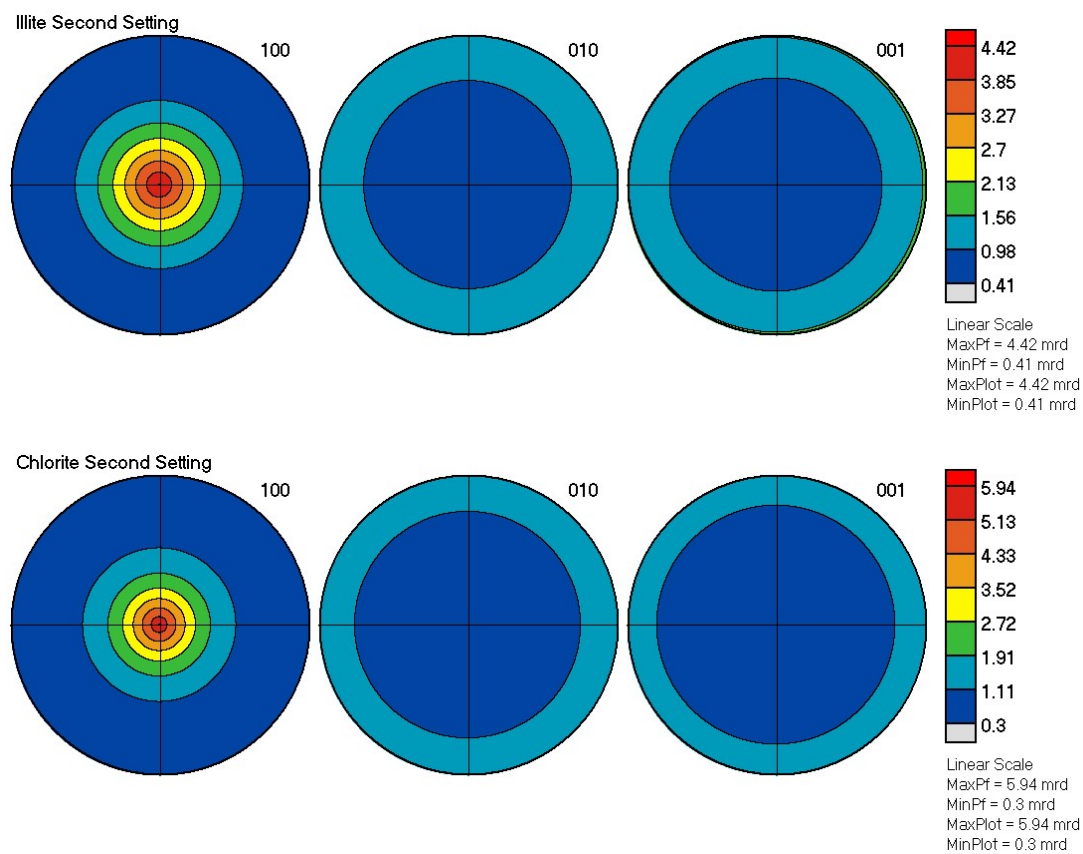 Illite Second Setting
100
010
001
4.42
3.85
3.27
2.7
2.13
1.56
0.98
0.41
Linear Scale
MaxPf = 4.42 mrd
MinPf = 0.41 mrd
MaxPlot = 4.42 mrd
MinPlot = 0.41 mrd
Chlorite Second Setting
100
010
001
5.94
5.13
4.33
3.52
2.72
1.91
1.11
0.3
Linear Scale
MaxPf = 5.94 mrd
MinPf = 0.3 mrd
MaxPlot = 5.94 mrd
MinPlot = 0.3 mrd